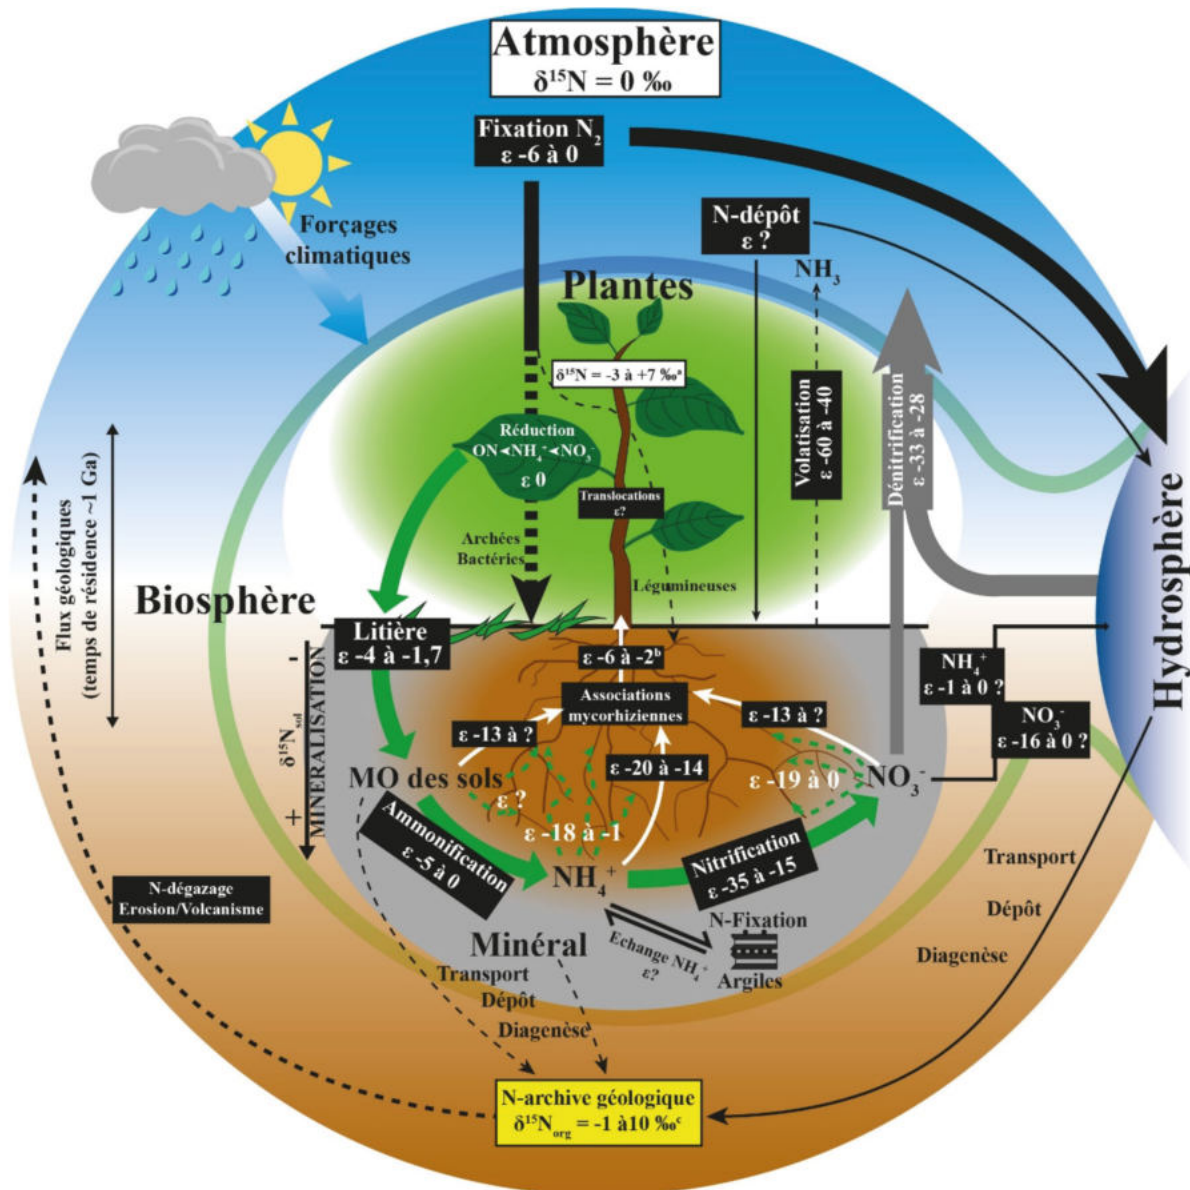 Atmosphère
δ¹⁵N = 0 ‰
Fixation N₂
ε -6 à 0
Forçages
climatiques
N-dépôt
ε ?
NH₃
Plantes
δ¹⁵N = -3 à +7 ‰ᵃ
Réduction
ON◄NH₄⁻◄NO₃⁻
ε 0
Translocations
ε?
Archées
Bactéries
Légumineuses
Volatisation
ε -60 à -40
Dénitrification
ε -33 à -28
Hydrosphère
Flux géologiques
(temps de résidence ~1 Ga)
Biosphère
Litière
ε -4 à -1,7
-
δ¹⁵N sol
+
MINERALISATION
ε -6 à -2ᵇ
Associations
mycorhiziennes
ε -13 à ?
ε -13 à ?
ε -20 à -14
NH₄⁺
ε -1 à 0 ?
NO₃⁻
ε -16 à 0 ?
MO des sols
ε ?
ε -18 à -1
ε -19 à 0
NO₃⁻
Ammonification
ε -5 à 0
NH₄⁺
Nitrification
ε -35 à -15
N-dégazage
Erosion/Volcanisme
Minéral
Echange NH₄⁺
ε?
N-Fixation
Argiles
Transport
Dépôt
Diagenèse
Transport
Dépôt
Diagenèse
N-archive géologique
δ¹⁵N org = -1 à10 ‰ᶜ